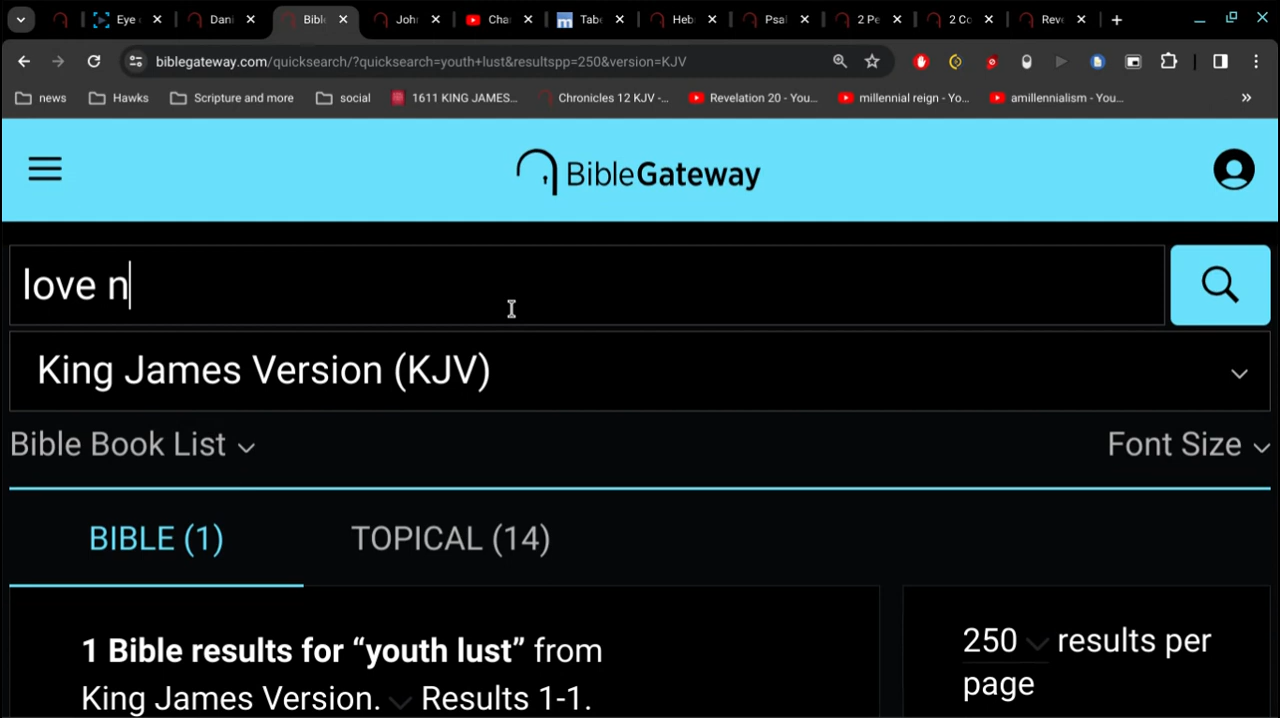 Eye
Dani
Bibl
Joh
Cha
Tab
Heb
Psal
2 Pe
2 Co
Rev
biblegateway.com/quicksearch/?quicksearch=youth+lust&resultspp=250&version=KJV
news
Hawks
Scripture and more
social
1611 KING JAMES...
Chronicles 12 KJV -...
Revelation 20 - You...
millennial reign - Yo...
amillennialism - You...
BibleGateway
love n
King James Version (KJV)
Bible Book List
Font Size
BIBLE (1)
TOPICAL (14)
1 Bible results for “youth lust” from
King James Version. Results 1-1.
250 results per
page